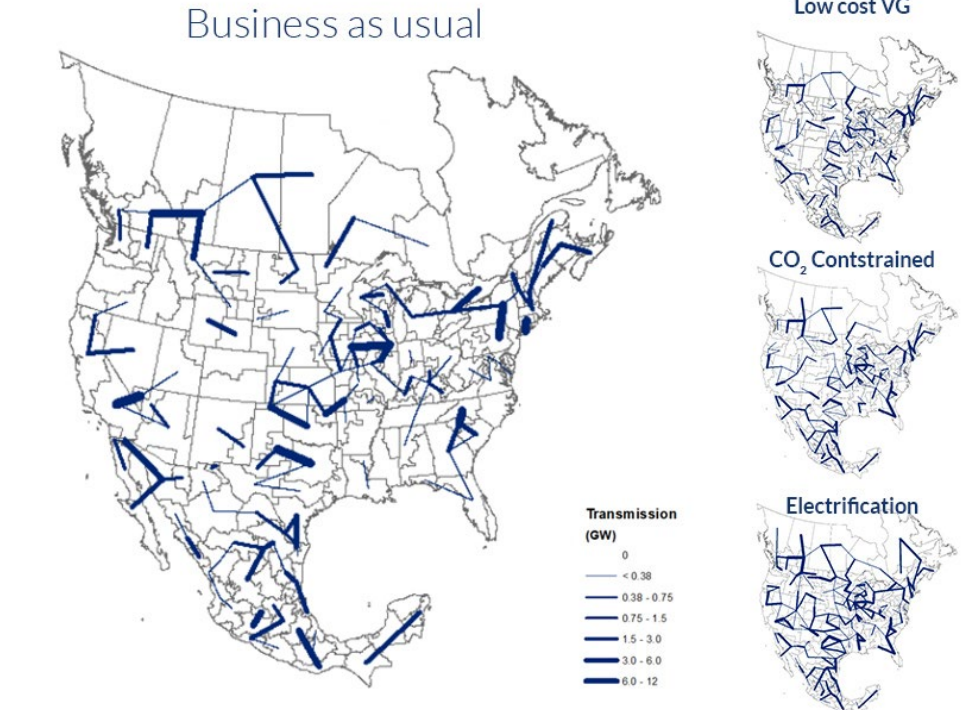 Business as usual
Low cost VG
CO2 Contstrained
Electrification
Transmission
(GW)
0
< 0.38
0.38 - 0.75
0.75 - 1.5
1.5 - 3.0
3.0 - 6.0
6.0 - 12